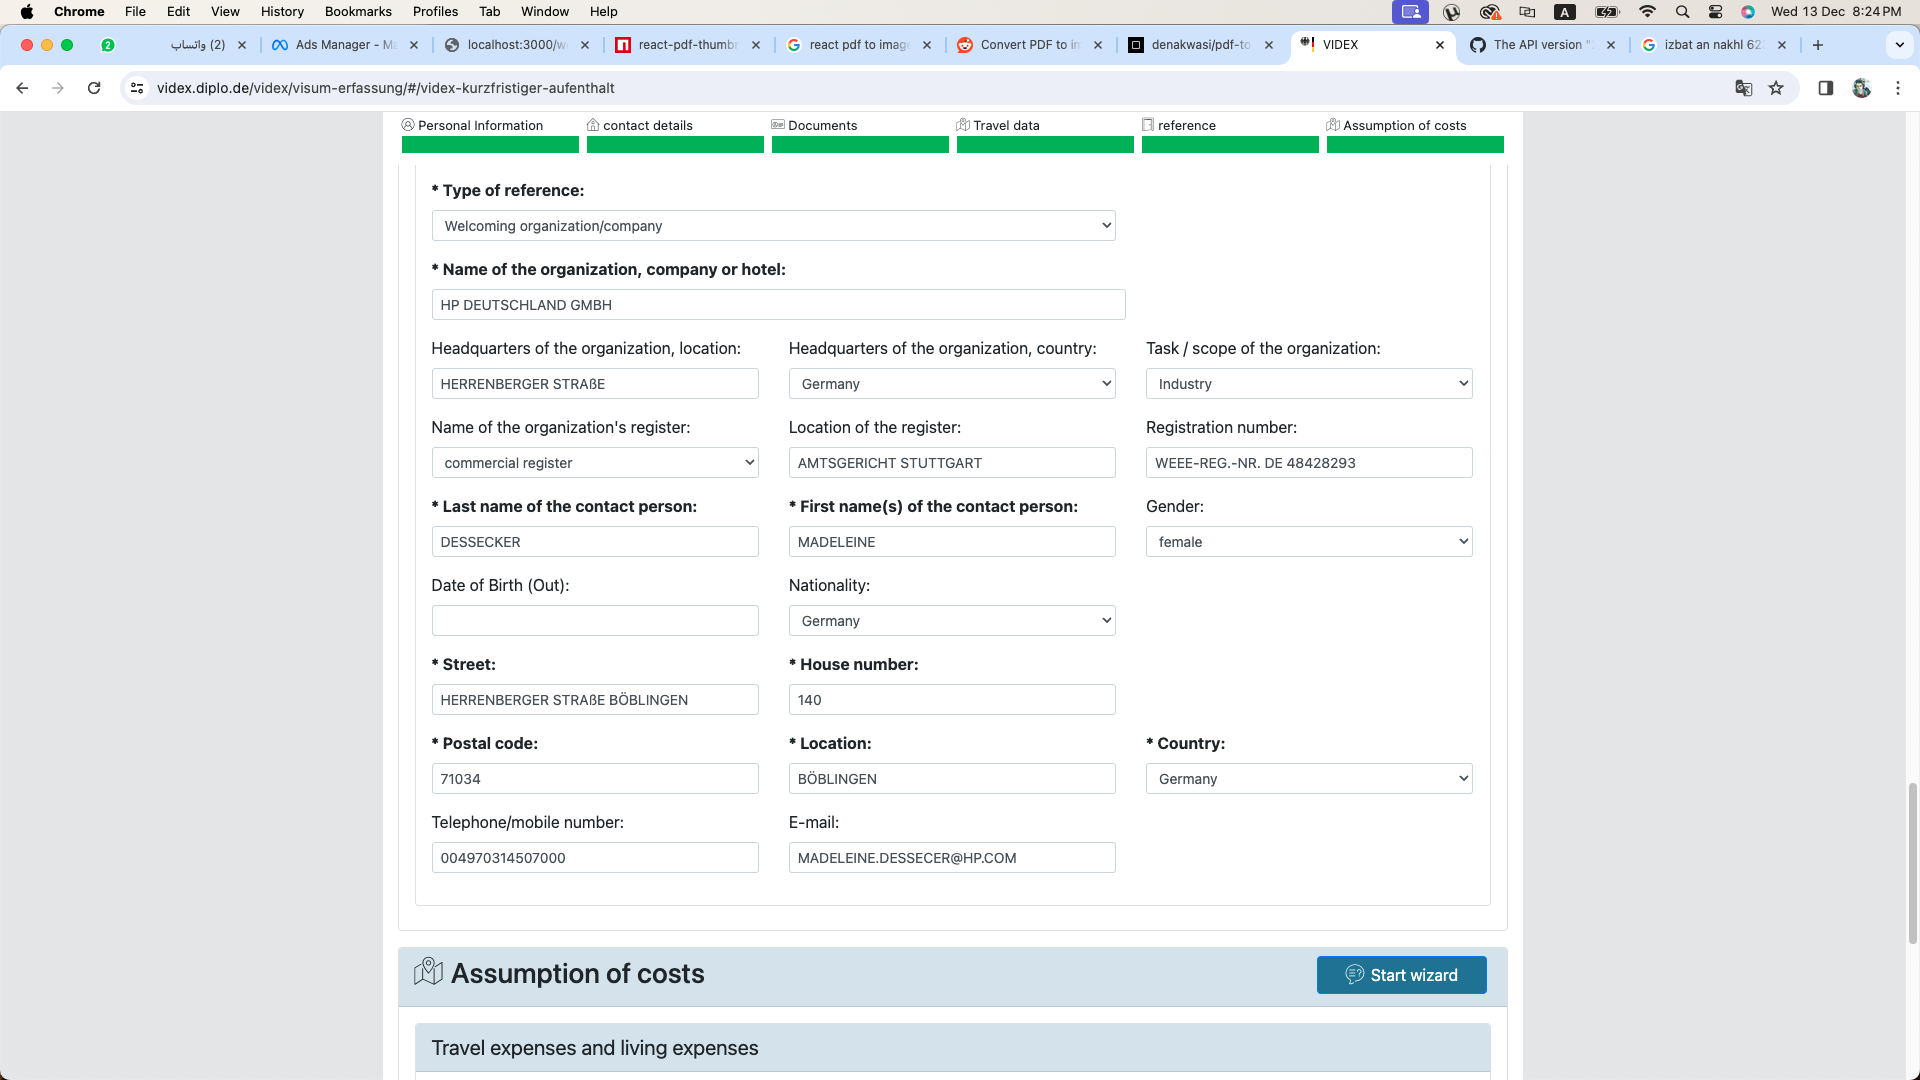 Chrome File Edit View History Bookmarks Profiles Tab Window Help A Wed 13 Dec 8:24 PM
2 واتساب (2) Ads Manager - Ma localhost:3000/w react-pdf-thumb react pdf to imag Convert PDF to in denakwasi/pdf-to VIDEX The API version " izbat an nakhl 62
videx.diplo.de/videx/visum-erfassung/#/videx-kurzfristiger-aufenthalt
Personal Information contact details Documents Travel data reference Assumption of costs
* Type of reference:
Welcoming organization/company
* Name of the organization, company or hotel:
HP DEUTSCHLAND GMBH
Headquarters of the organization, location: Headquarters of the organization, country: Task / scope of the organization:
HERRENBERGER STRAßE Germany Industry
Name of the organization's register: Location of the register: Registration number:
commercial register AMTSGERICHT STUTTGART WEEE-REG.-NR. DE 48428293
* Last name of the contact person: * First name(s) of the contact person: Gender:
DESSECKER MADELEINE female
Date of Birth (Out): Nationality:
Germany
* Street: * House number:
HERRENBERGER STRAßE BÖBLINGEN 140
* Postal code: * Location: * Country:
71034 BÖBLINGEN Germany
Telephone/mobile number: E-mail:
004970314507000 MADELEINE.DESSECER@HP.COM
Assumption of costs Start wizard
Travel expenses and living expenses